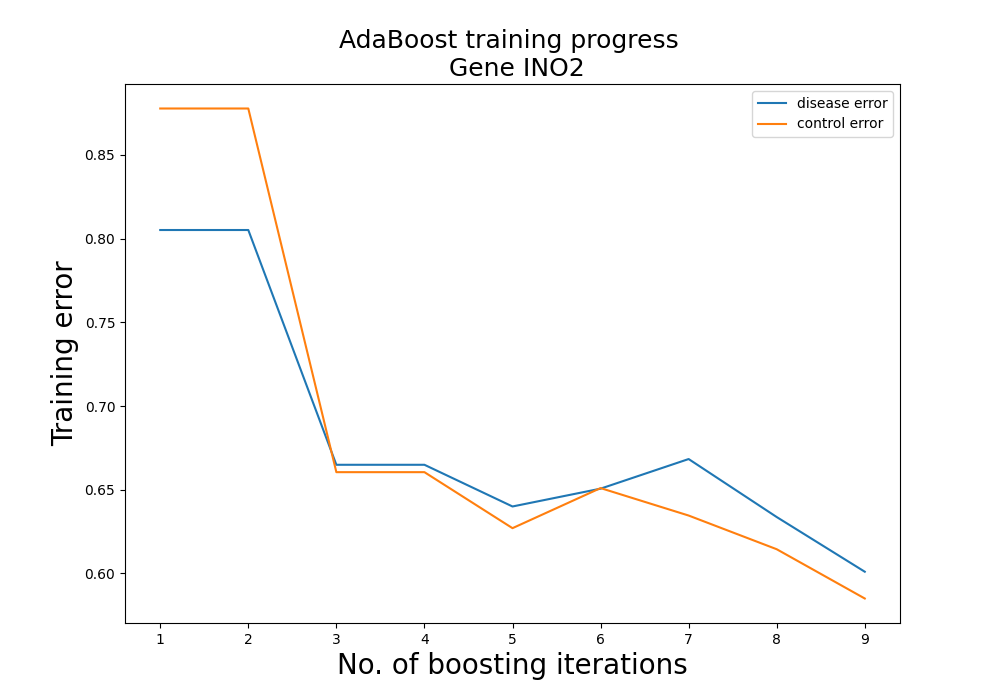 AdaBoost training progress
Gene INO2
disease error
control error
Training error
0.85
0.80
0.75
0.70
0.65
0.60
1 2 3 4 5 6 7 8 9
No. of boosting iterations